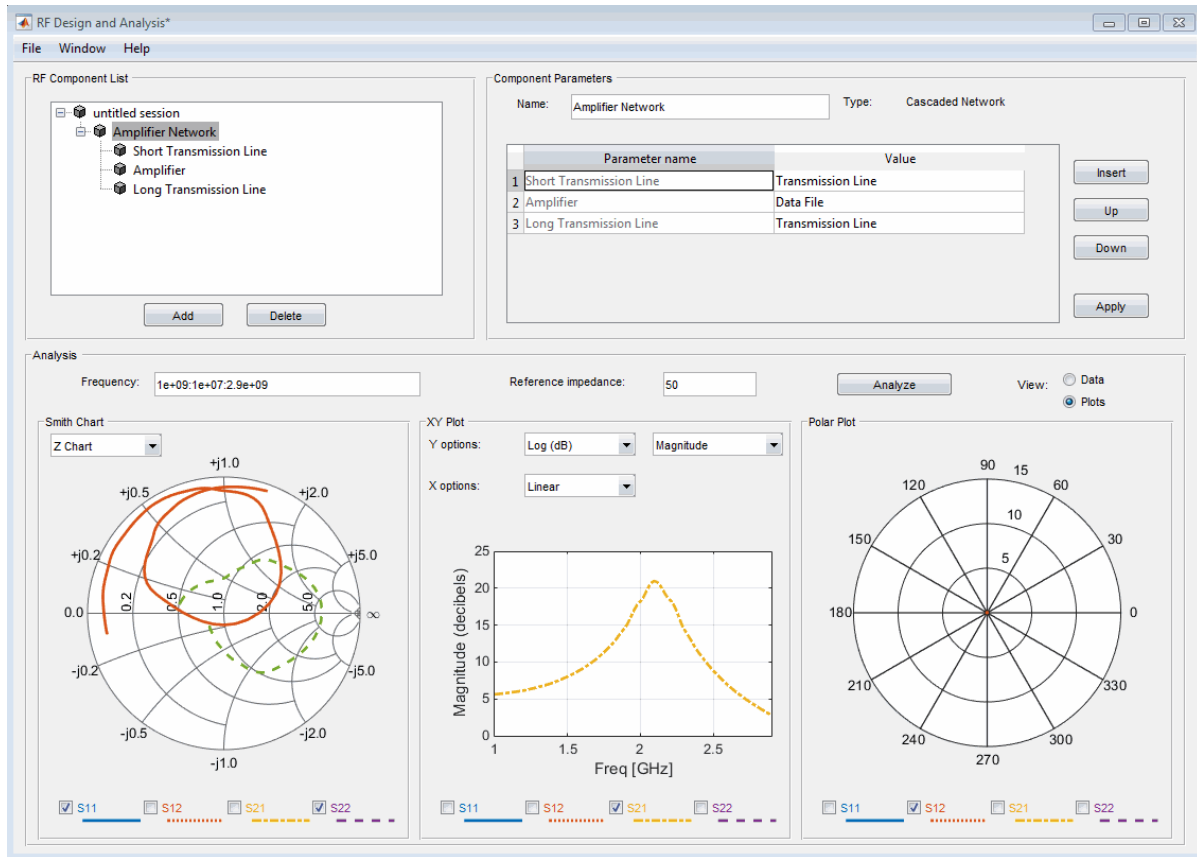 RF Design and Analysis*
File Window Help
RF Component List
untitled session
Amplifier Network
Short Transmission Line
Amplifier
Long Transmission Line
Add Delete
Component Parameters
Name: Amplifier Network Type: Cascaded Network
Parameter name Value
1 Short Transmission Line Transmission Line
2 Amplifier Data File
3 Long Transmission Line Transmission Line
Insert
Up
Down
Apply
Analysis
Frequency: 1e+09:1e+07:2.9e+09 Reference impedance: 50 Analyze View: Data
Plots
Smith Chart
Z Chart
+j1.0
+j0.5 +j2.0
+j0.2 +j5.0
0.0 0.2 0.5 1.0 2.0 5.0 ∞
-j0.2 -j5.0
-j0.5 -j2.0
-j1.0
S11 S12 S21 S22
XY Plot
Y options: Log (dB) Magnitude
X options: Linear
Magnitude (decibels)
25
20
15
10
5
0
1 1.5 2 2.5
Freq [GHz]
S11 S12 S21 S22
Polar Plot
90 15
120 60
10
150 5 30
180 0
210 330
240 300
270
S11 S12 S21 S22